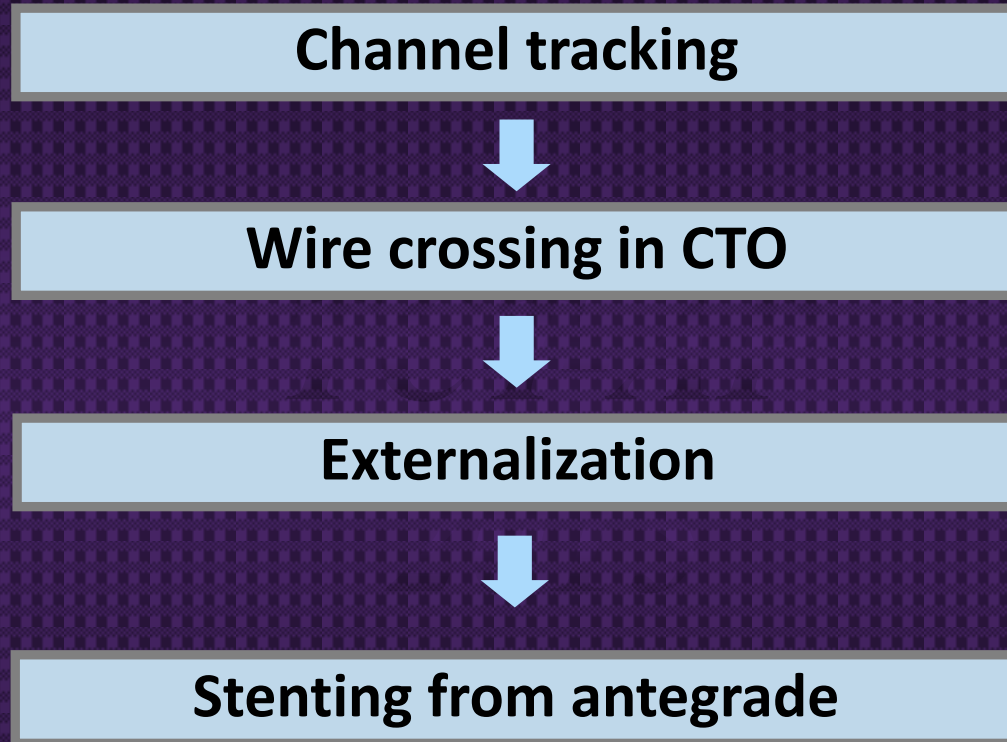 Channel tracking
Wire crossing in CTO
Externalization
Stenting from antegrade